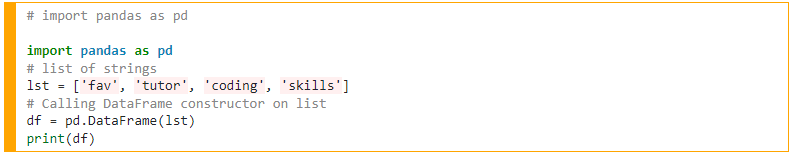 # import pandas as pd
import pandas as pd
# list of strings
lst = ['fav', 'tutor', 'coding', 'skills']
# Calling DataFrame constructor on list
df = pd.DataFrame(lst)
print(df)